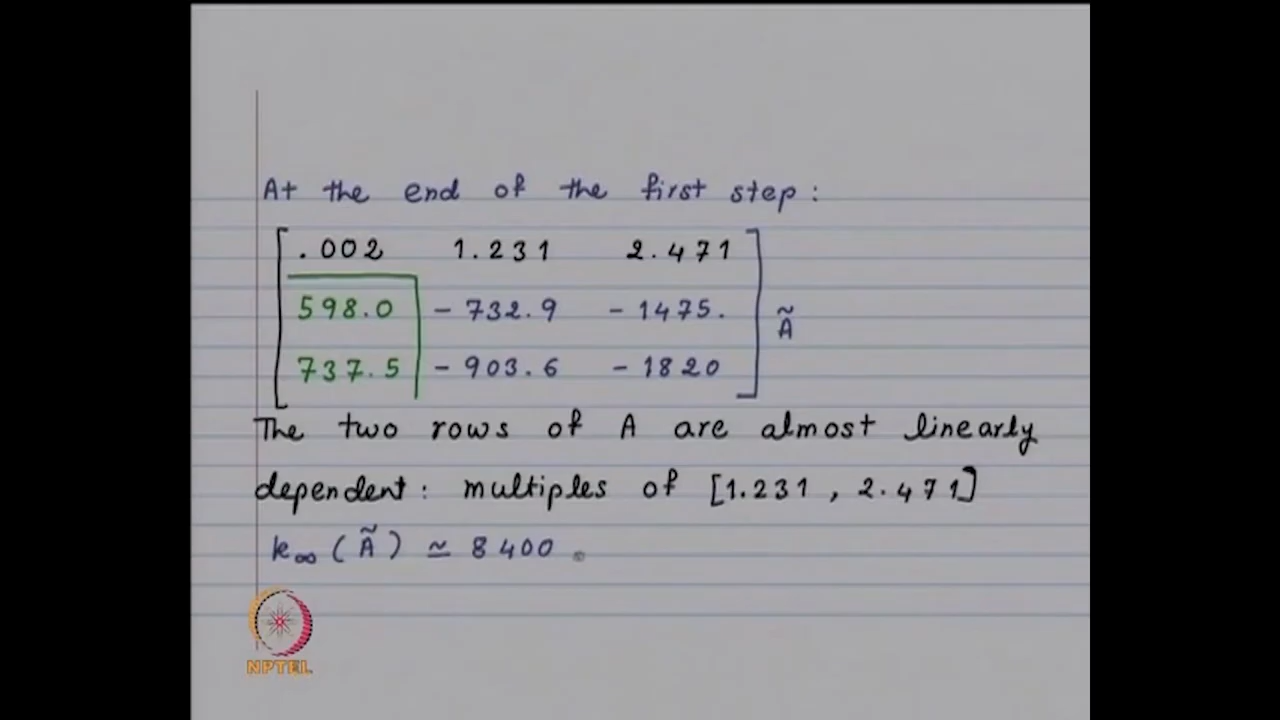 At the end of the first step :
.002 1.231 2.471
598.0 - 732.9 - 1475.
737.5 - 903.6 - 1820
Ã
The two rows of A are almost linearly
dependent : multiples of [1.231 , 2.471]
k∞ ( Ã ) ≃ 8400
NPTEL